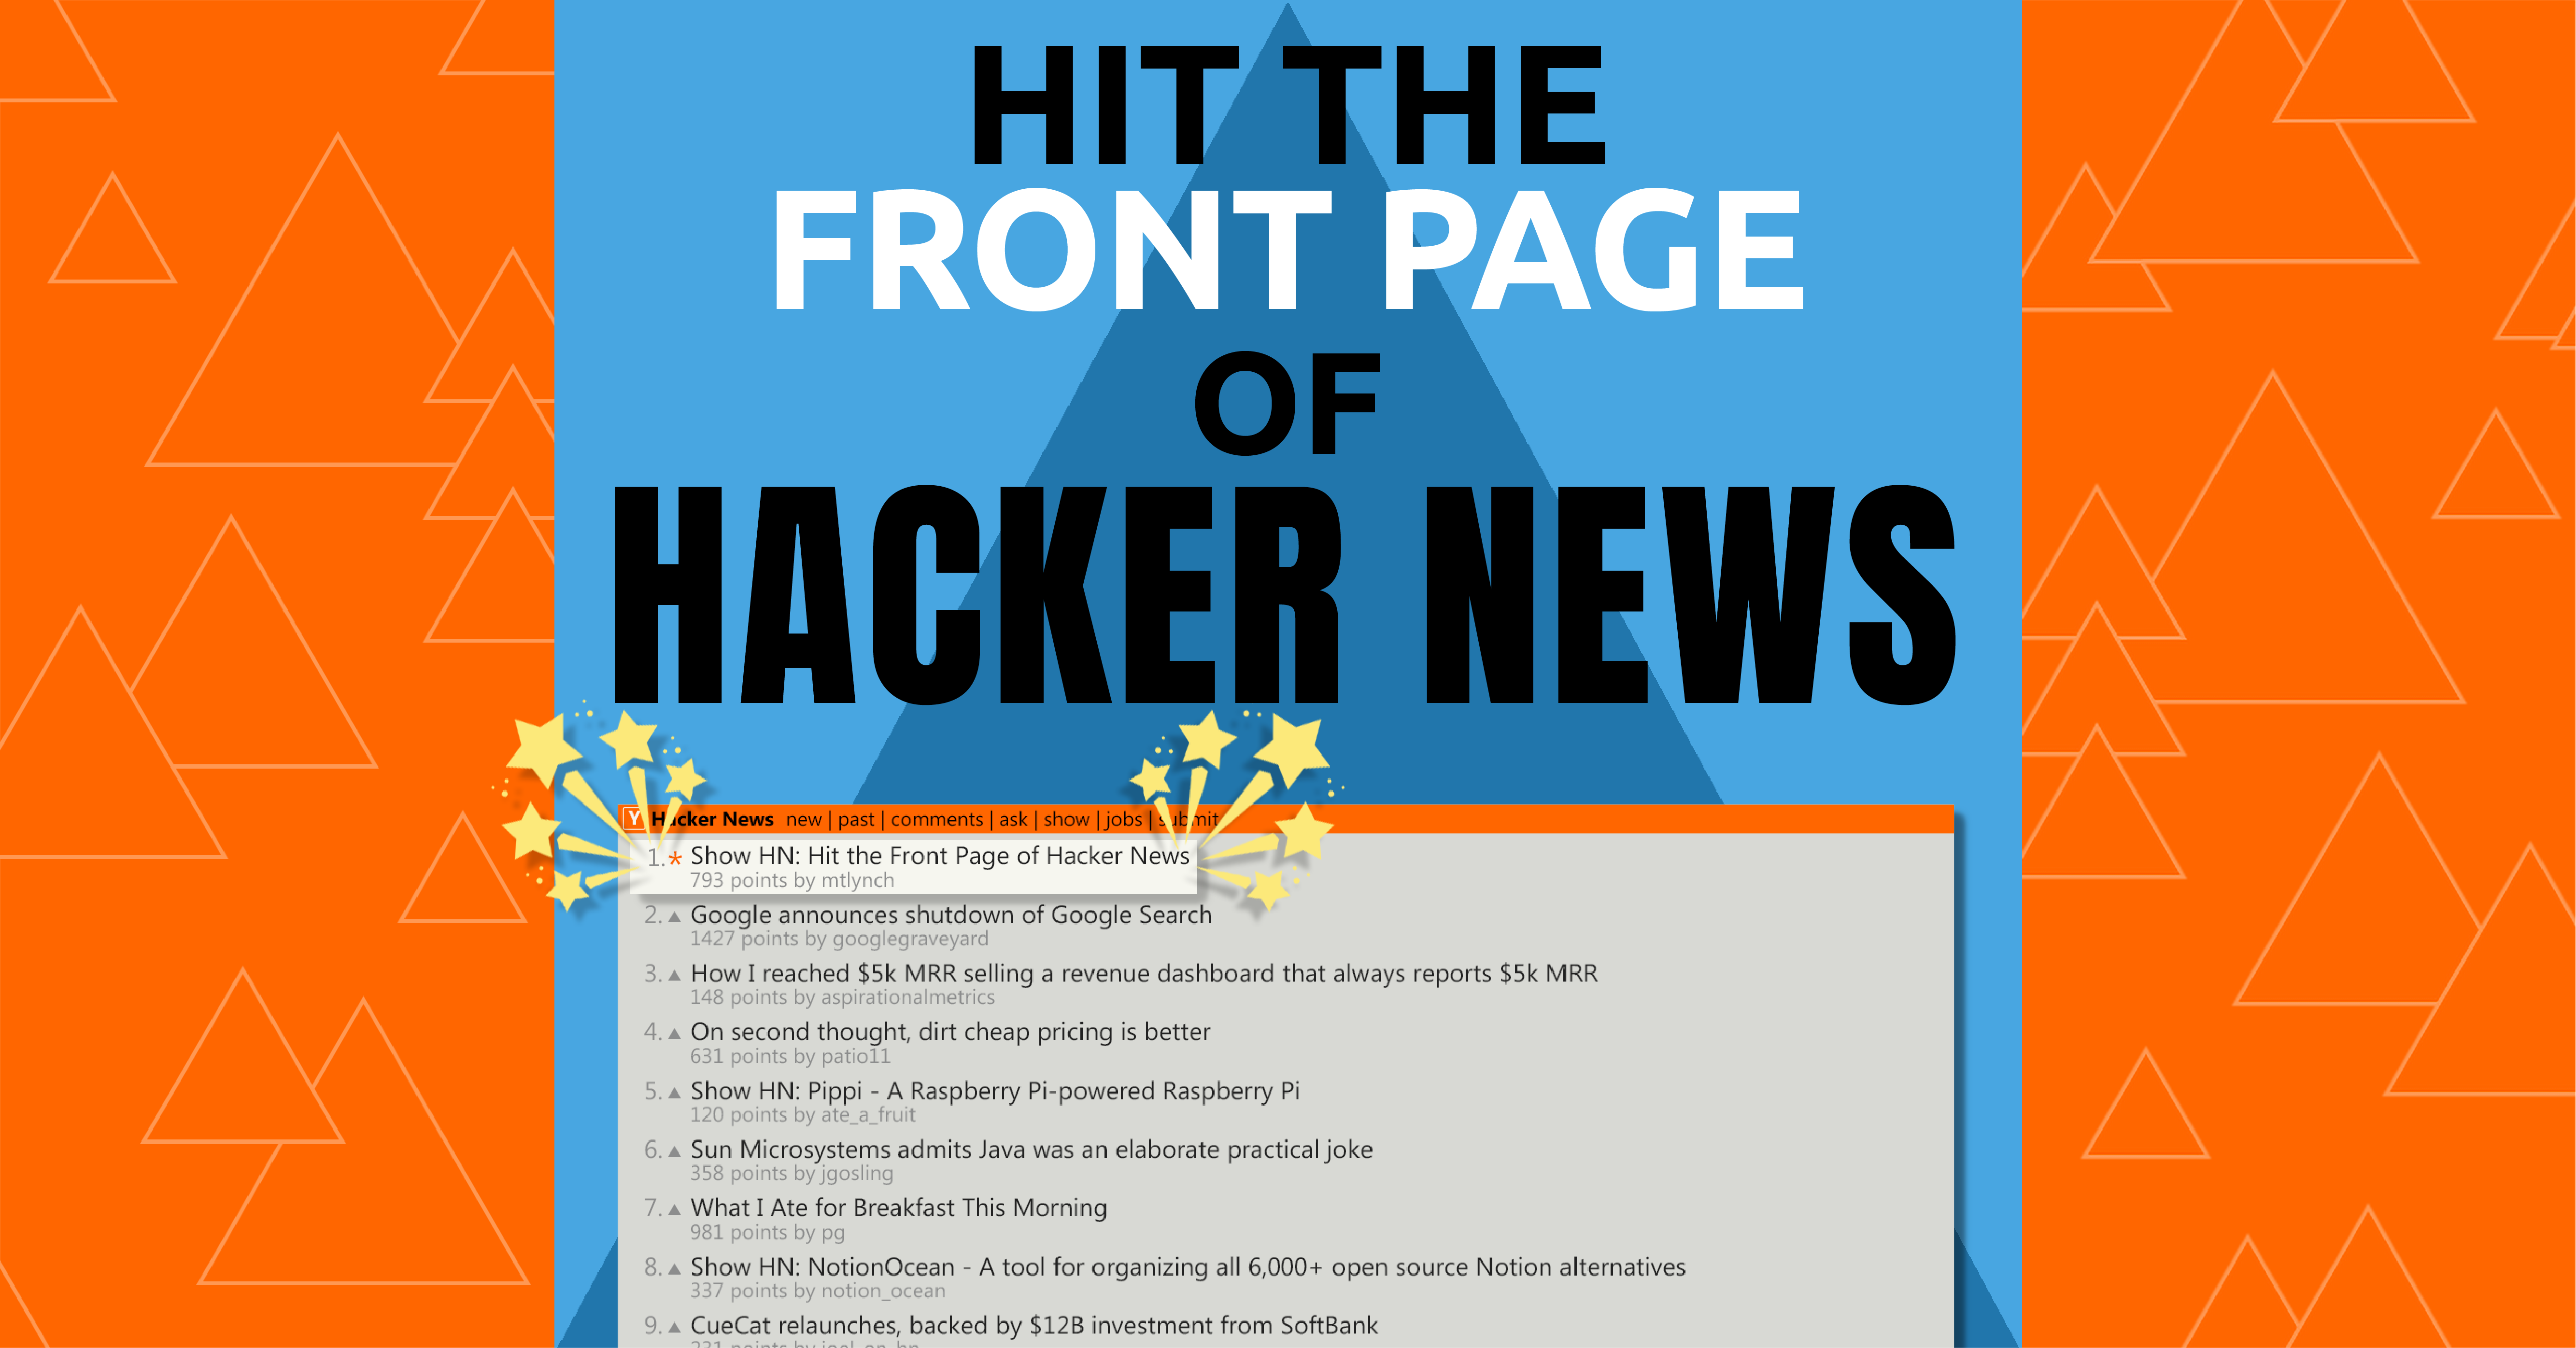 HIT THE
FRONT PAGE
OF
HACKER NEWS
Y Hacker News new | past | comments | ask | show | jobs | submit
1.* Show HN: Hit the Front Page of Hacker News
793 points by mtlynch
2. ▲ Google announces shutdown of Google Search
1427 points by googlegraveyard
3. ▲ How I reached $5k MRR selling a revenue dashboard that always reports $5k MRR
148 points by aspirationalmetrics
4. ▲ On second thought, dirt cheap pricing is better
631 points by patio11
5. ▲ Show HN: Pippi - A Raspberry Pi-powered Raspberry Pi
120 points by ate_a_fruit
6. ▲ Sun Microsystems admits Java was an elaborate practical joke
358 points by jgosling
7. ▲ What I Ate for Breakfast This Morning
981 points by pg
8. ▲ Show HN: NotionOcean - A tool for organizing all 6,000+ open source Notion alternatives
337 points by notion_ocean
9. ▲ CueCat relaunches, backed by $12B investment from SoftBank
points by